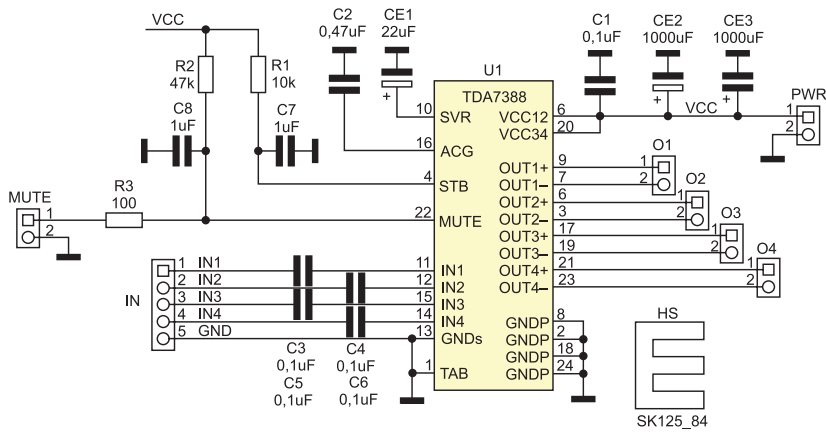 VCC
R2
47k
R1
10k
C8
1uF
C7
1uF
C2
0,47uF
CE1
22uF
+
C1
0,1uF
CE2
1000uF
+
CE3
1000uF
+
VCC
PWR
1
2
U1
TDA7388
10 SVR
16 ACG
4 STB
22 MUTE
11 IN1
12 IN2
15 IN3
14 IN4
13 GNDs
1 TAB
VCC12 6
VCC34 20
OUT1+ 9
OUT1– 7
OUT2+ 6
OUT2– 3
OUT3+ 17
OUT3– 19
OUT4+ 21
OUT4– 23
GNDP 8
GNDP 2
GNDP 18
GNDP 24
O1
1
2
O2
1
2
O3
1
2
O4
1
2
MUTE
1
2
R3
100
IN
1 IN1
2 IN2
3 IN3
4 IN4
5 GND
C3
0,1uF
C5
0,1uF
C4
0,1uF
C6
0,1uF
HS
SK125_84